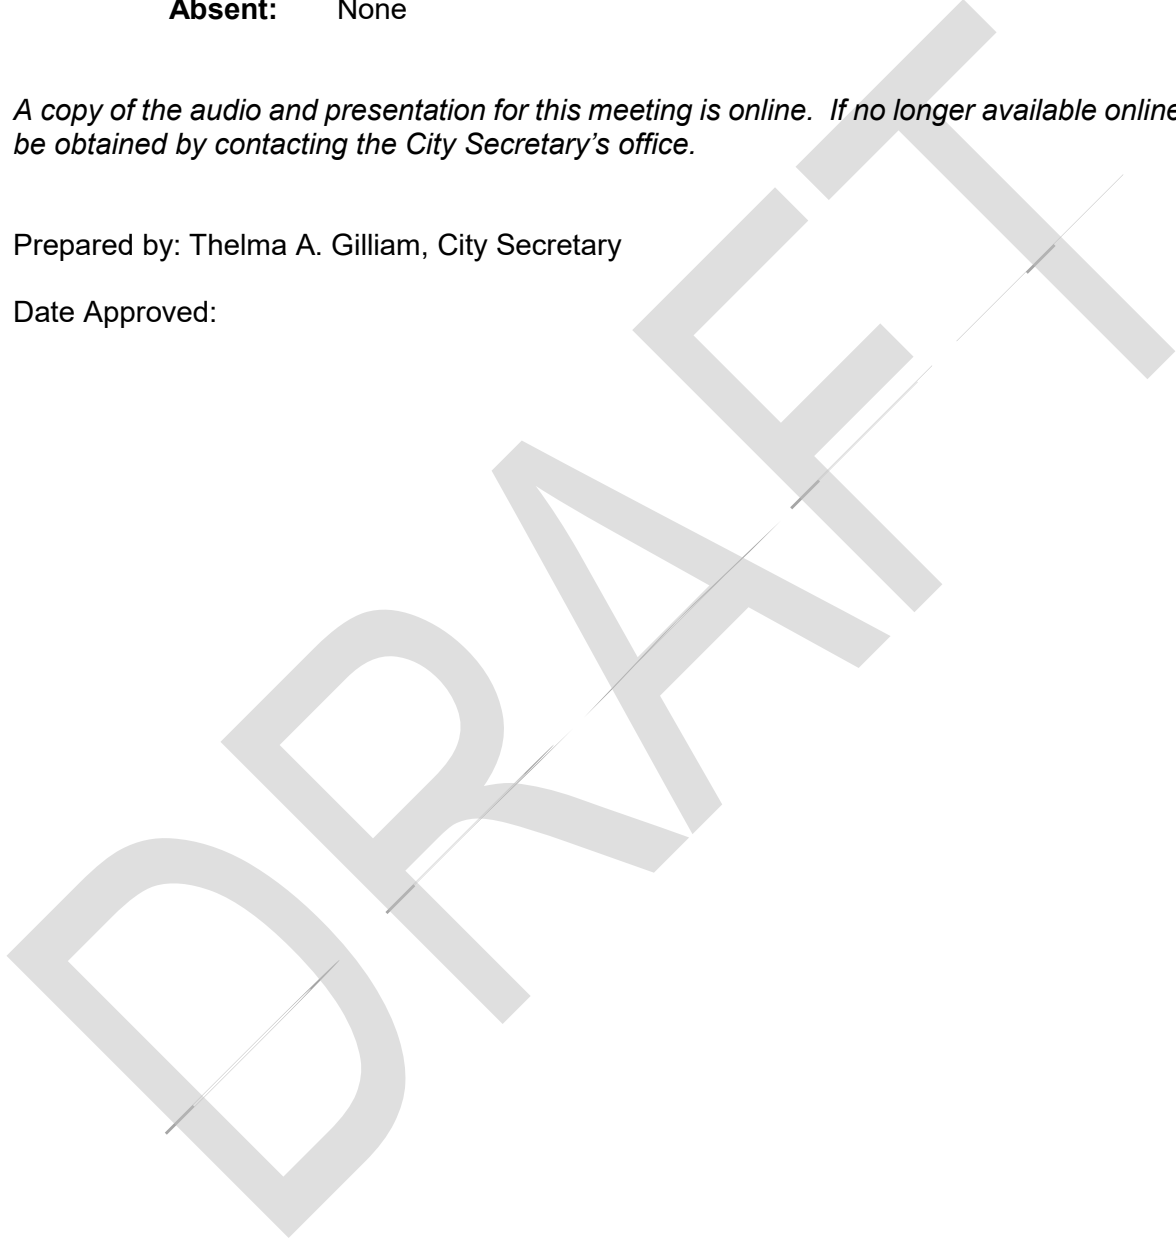 Absent: None
A copy of the audio and presentation for this meeting is online. If no longer available online
be obtained by contacting the City Secretary’s office.
Prepared by: Thelma A. Gilliam, City Secretary
Date Approved:
DRAFT